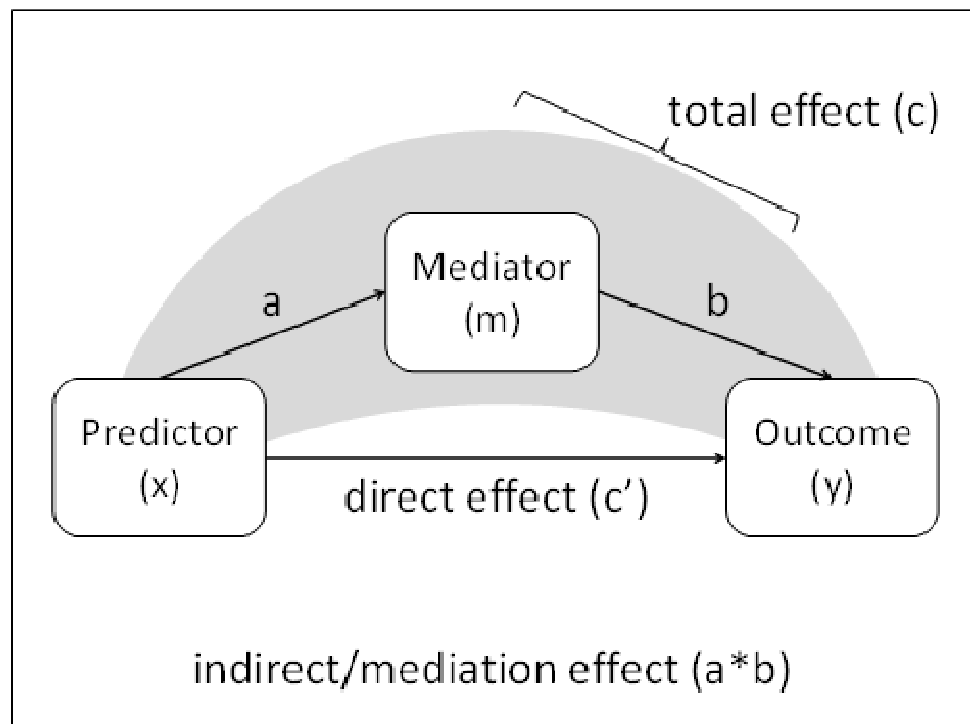 total effect (c)
Mediator
(m)
a
b
Predictor
(x)
Outcome
(y)
direct effect (c’)
indirect/mediation effect (a*b)